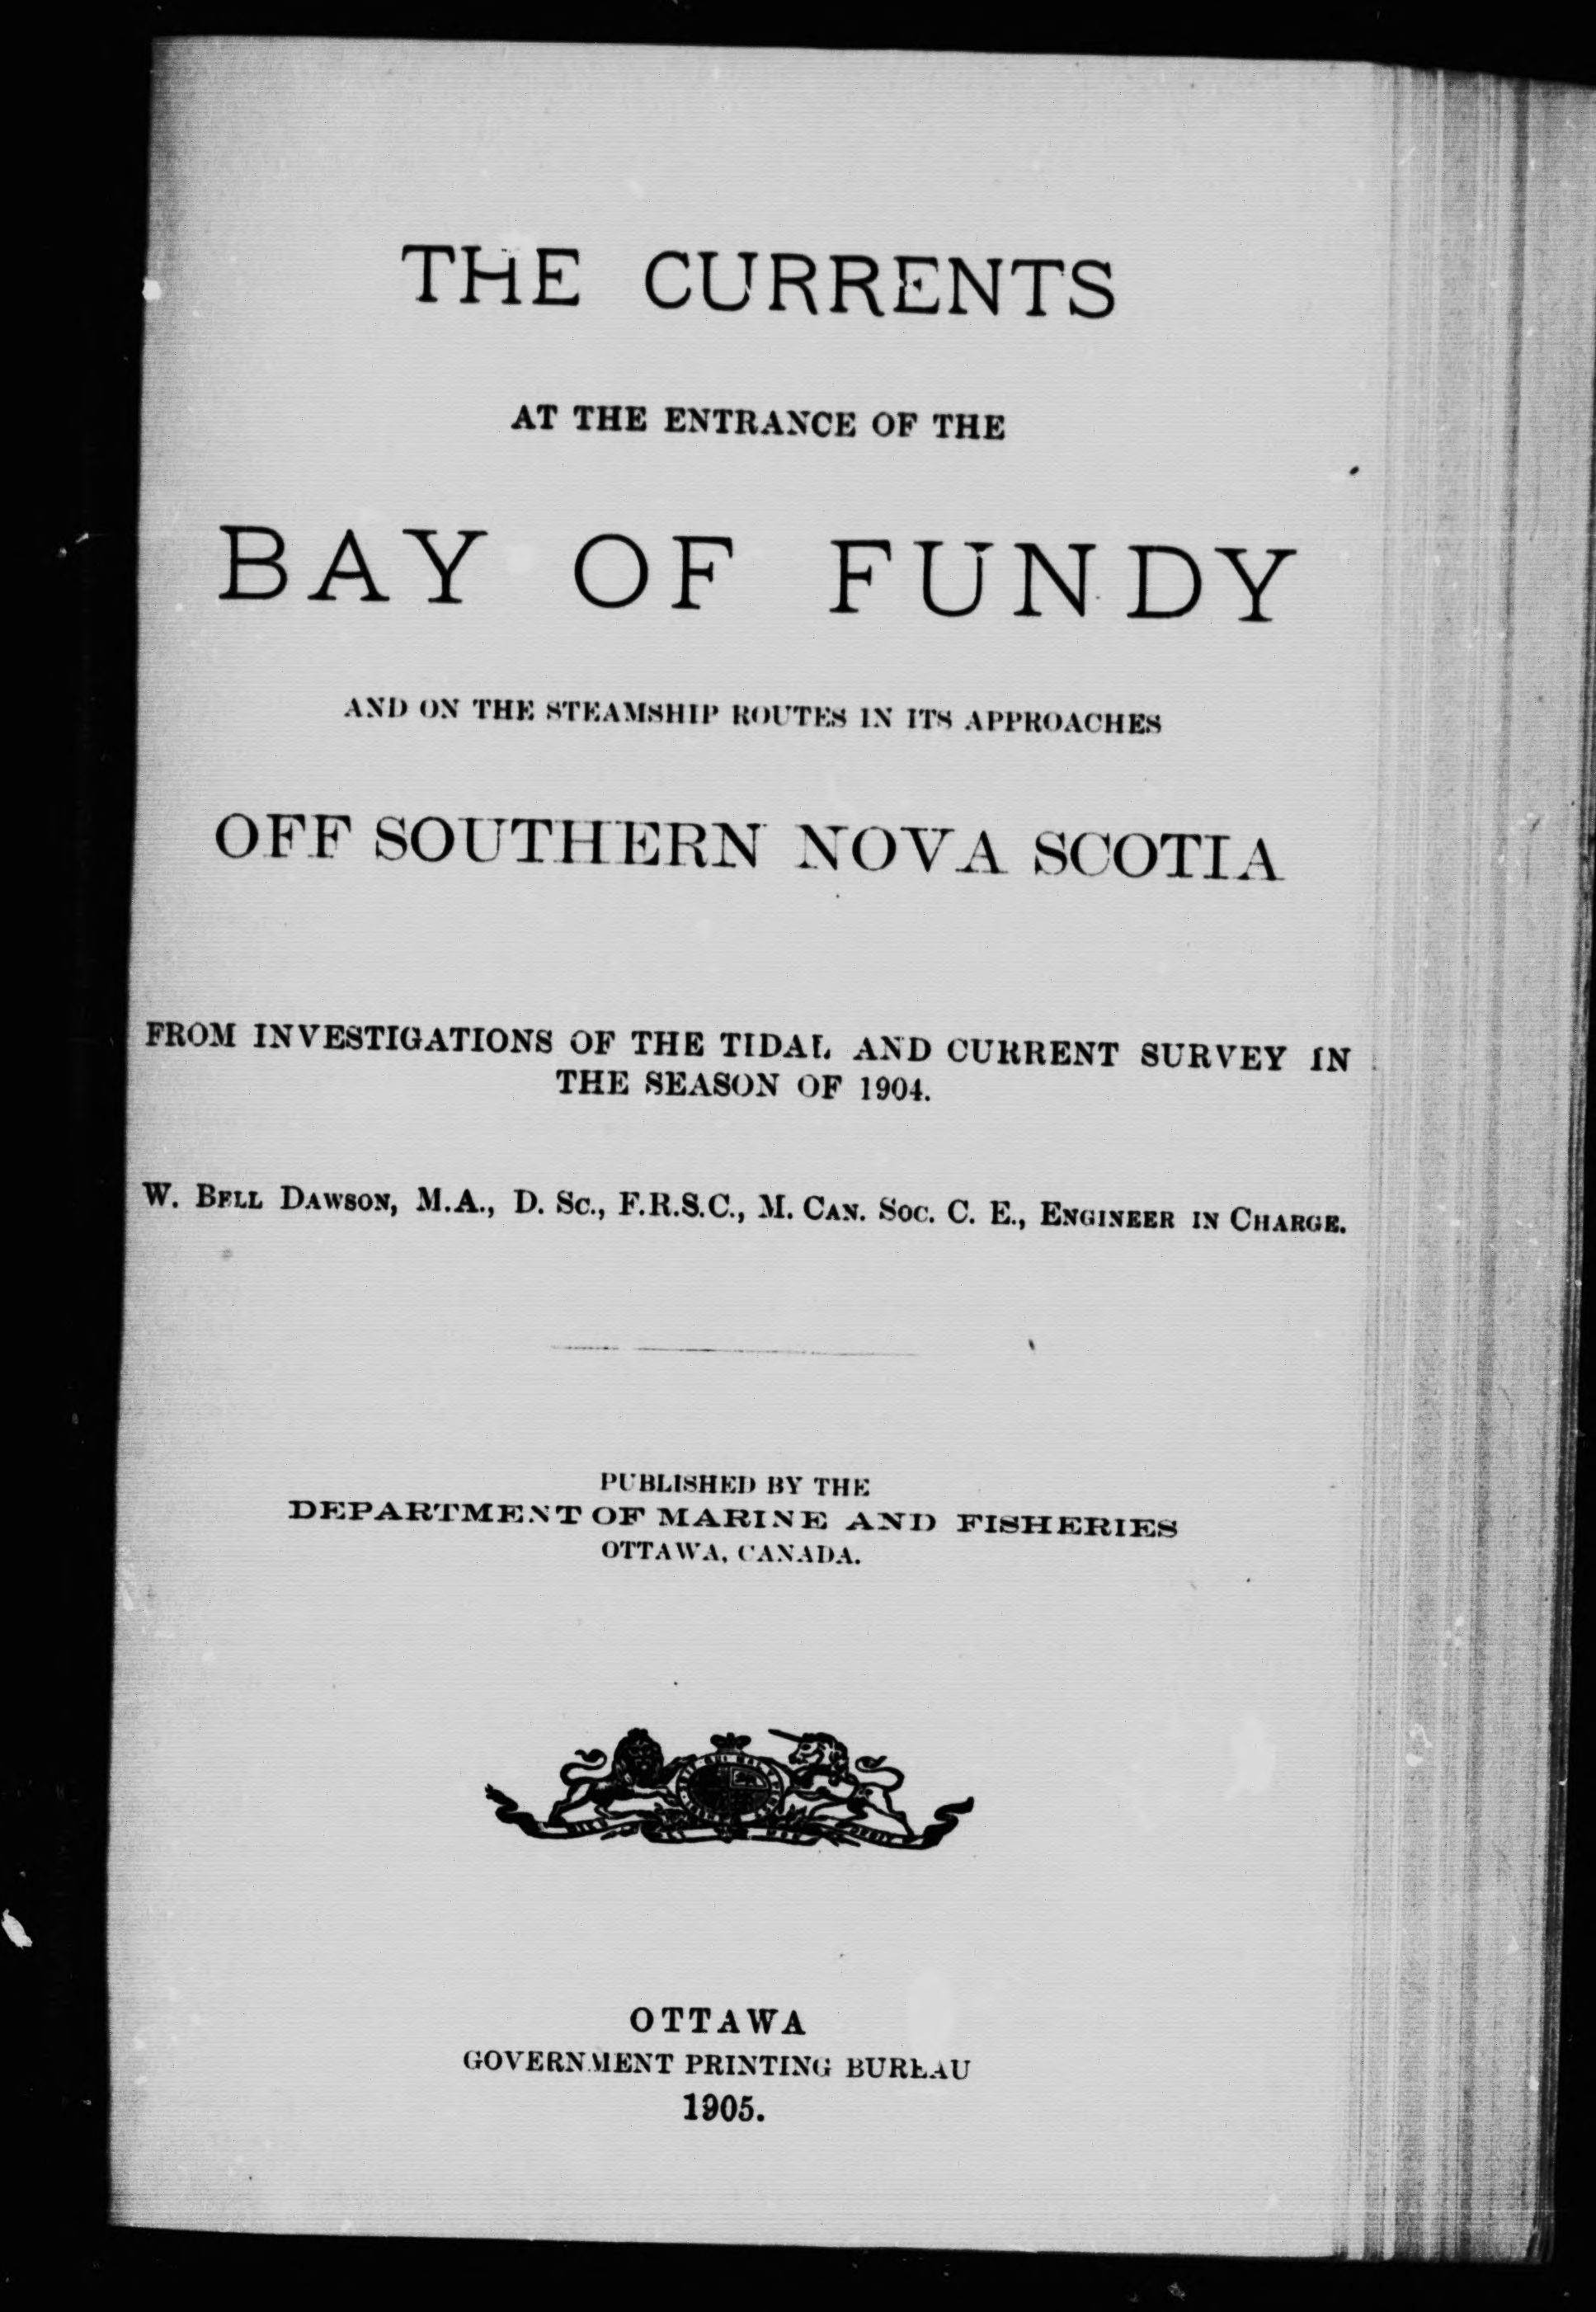 THE CURRENTS
AT THE ENTRANCE OF THE
BAY OF FUNDY
AND ON THE STEAMSHIP ROUTES IN ITS APPROACHES
OFF SOUTHERN NOVA SCOTIA
FROM INVESTIGATIONS OF THE TIDAL AND CURRENT SURVEY IN
THE SEASON OF 1904.
W. BELL DAWSON, M.A., D. Sc., F.R.S.C., M. CAN. SOC. C. E., ENGINEER IN CHARGE.
PUBLISHED BY THE
DEPARTMENT OF MARINE AND FISHERIES
OTTAWA, CANADA.
OTTAWA
GOVERNMENT PRINTING BUREAU
1905.